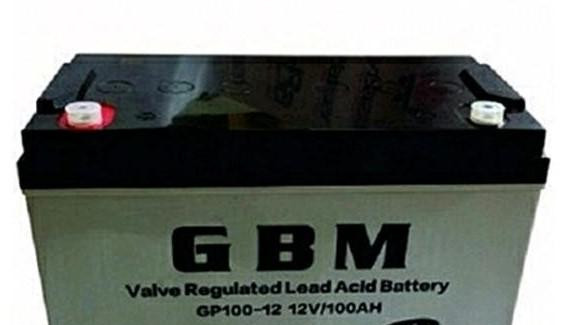 GBM
Valve Regulated Lead Acid Battery
GP100-12 12V/100AH